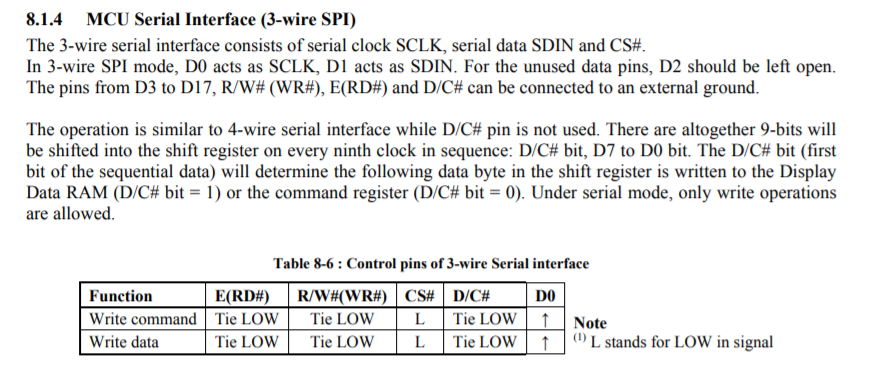 8.1.4 MCU Serial Interface (3-wire SPI)
The 3-wire serial interface consists of serial clock SCLK, serial data SDIN and CS#.
In 3-wire SPI mode, D0 acts as SCLK, D1 acts as SDIN. For the unused data pins, D2 should be left open.
The pins from D3 to D17, R/W# (WR#), E(RD#) and D/C# can be connected to an external ground.
The operation is similar to 4-wire serial interface while D/C# pin is not used. There are altogether 9-bits will
be shifted into the shift register on every ninth clock in sequence: D/C# bit, D7 to D0 bit. The D/C# bit (first
bit of the sequential data) will determine the following data byte in the shift register is written to the Display
Data RAM (D/C# bit = 1) or the command register (D/C# bit = 0). Under serial mode, only write operations
are allowed.
Table 8-6 : Control pins of 3-wire Serial interface
Function E(RD#) R/W#(WR#) CS# D/C# D0
Write command Tie LOW Tie LOW L Tie LOW ↑
Write data Tie LOW Tie LOW L Tie LOW ↑
Note
(1) L stands for LOW in signal